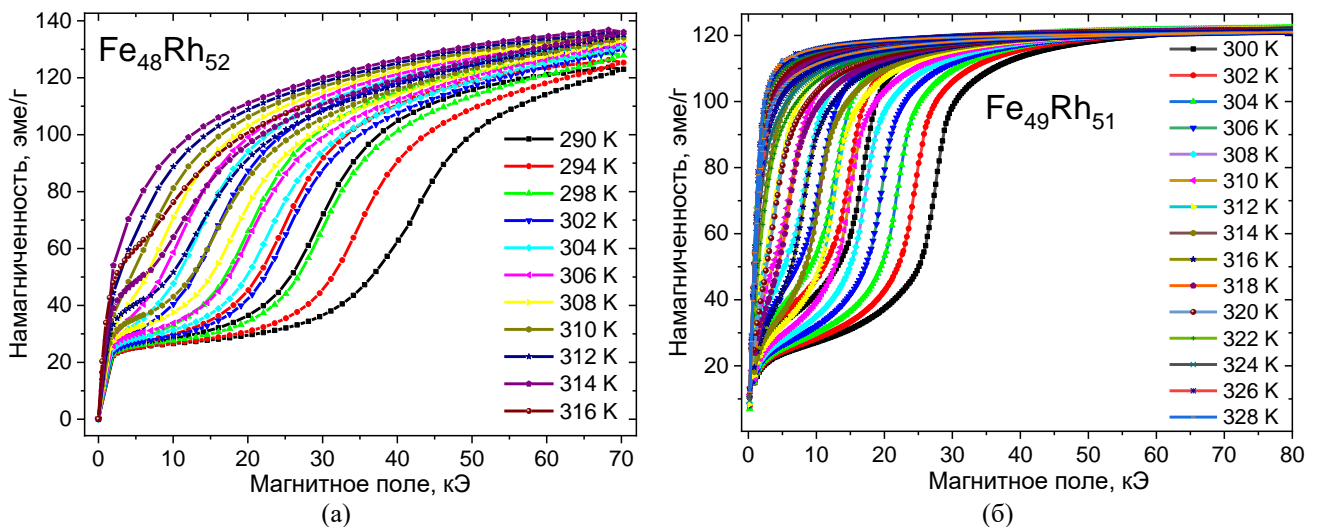 Fe48Rh52
Намагниченность, эме/г
140
120
100
80
60
40
20
0
290 K
294 K
298 K
302 K
304 K
306 K
308 K
310 K
312 K
314 K
316 K
0 10 20 30 40 50 60 70
Магнитное поле, кЭ
(а)
Fe49Rh51
Намагниченность, эме/г
120
100
80
60
40
20
300 K
302 K
304 K
306 K
308 K
310 K
312 K
314 K
316 K
318 K
320 K
322 K
324 K
326 K
328 K
0 10 20 30 40 50 60 70 80
Магнитное поле, кЭ
(б)